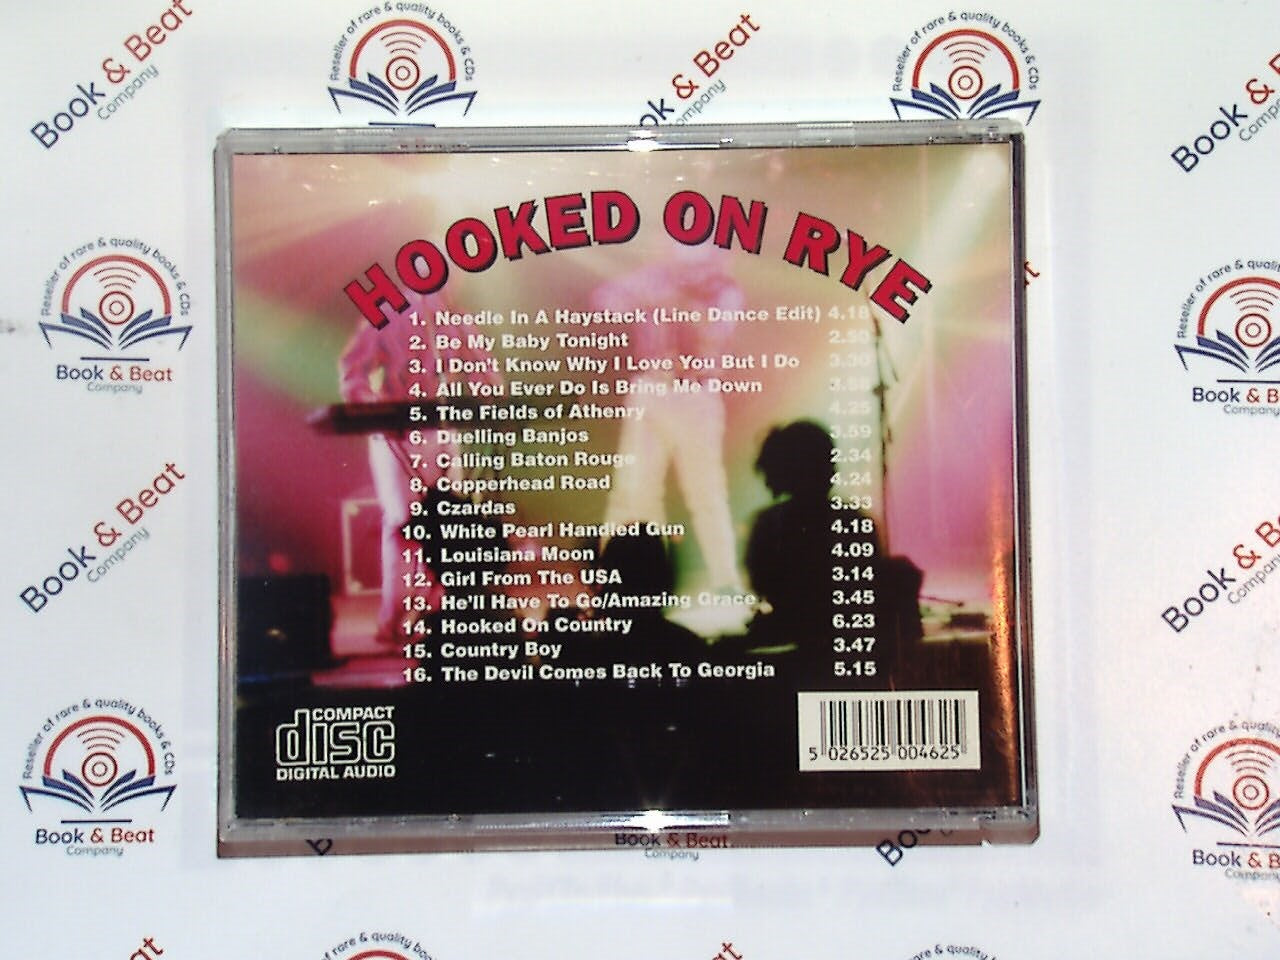 HOOKED ON RYE
1. Needle In A Haystack (Line Dance Edit) 4.18
2. Be My Baby Tonight 2.50
3. I Don't Know Why I Love You But I Do 3.30
4. All You Ever Do Is Bring Me Down
5. The Fields of Athenry 4.25
6. Duelling Banjos 3.59
7. Calling Baton Rouge 2.34
8. Copperhead Road 4.24
9. Czardas 3.33
10. White Pearl Handled Gun 4.18
11. Louisiana Moon 4.09
12. Girl From The USA 3.14
13. He'll Have To Go/Amazing Grace 3.45
14. Hooked On Country 6.23
15. Country Boy 3.47
16. The Devil Comes Back To Georgia 5.15
COMPACT
disc
DIGITAL AUDIO
5 026525 004625
Reseller of rare & quality books & CDs
Book & Beat
Company